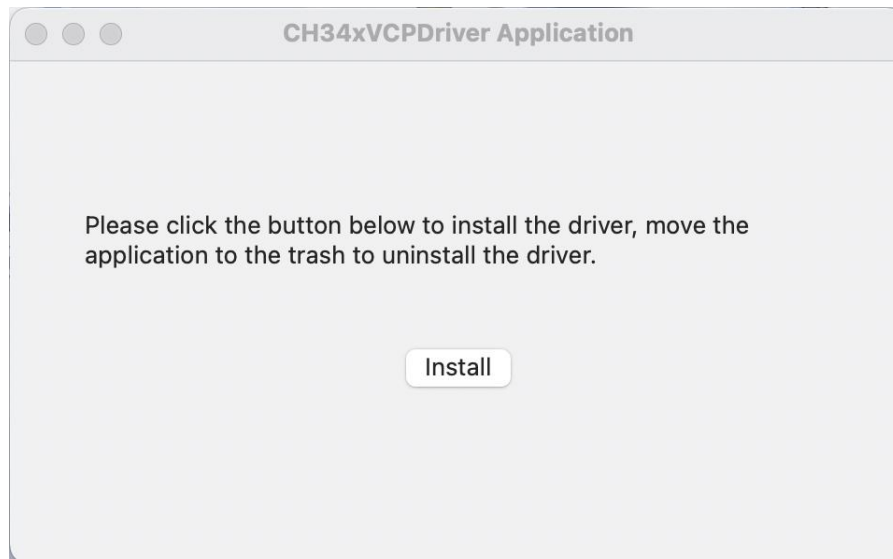 CH34xVCPDriver Application
Please click the button below to install the driver, move the
application to the trash to uninstall the driver.
Install